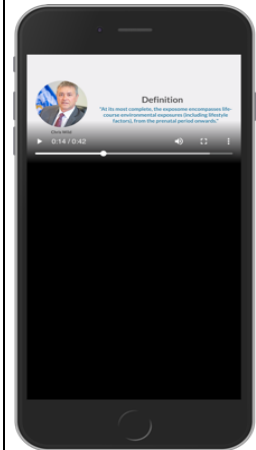 Definition
"At its most complete, the exposome encompasses life-
course environmental exposures (including lifestyle
factors), from the prenatal period onwards."
Chris Wild
0:14 / 0:42